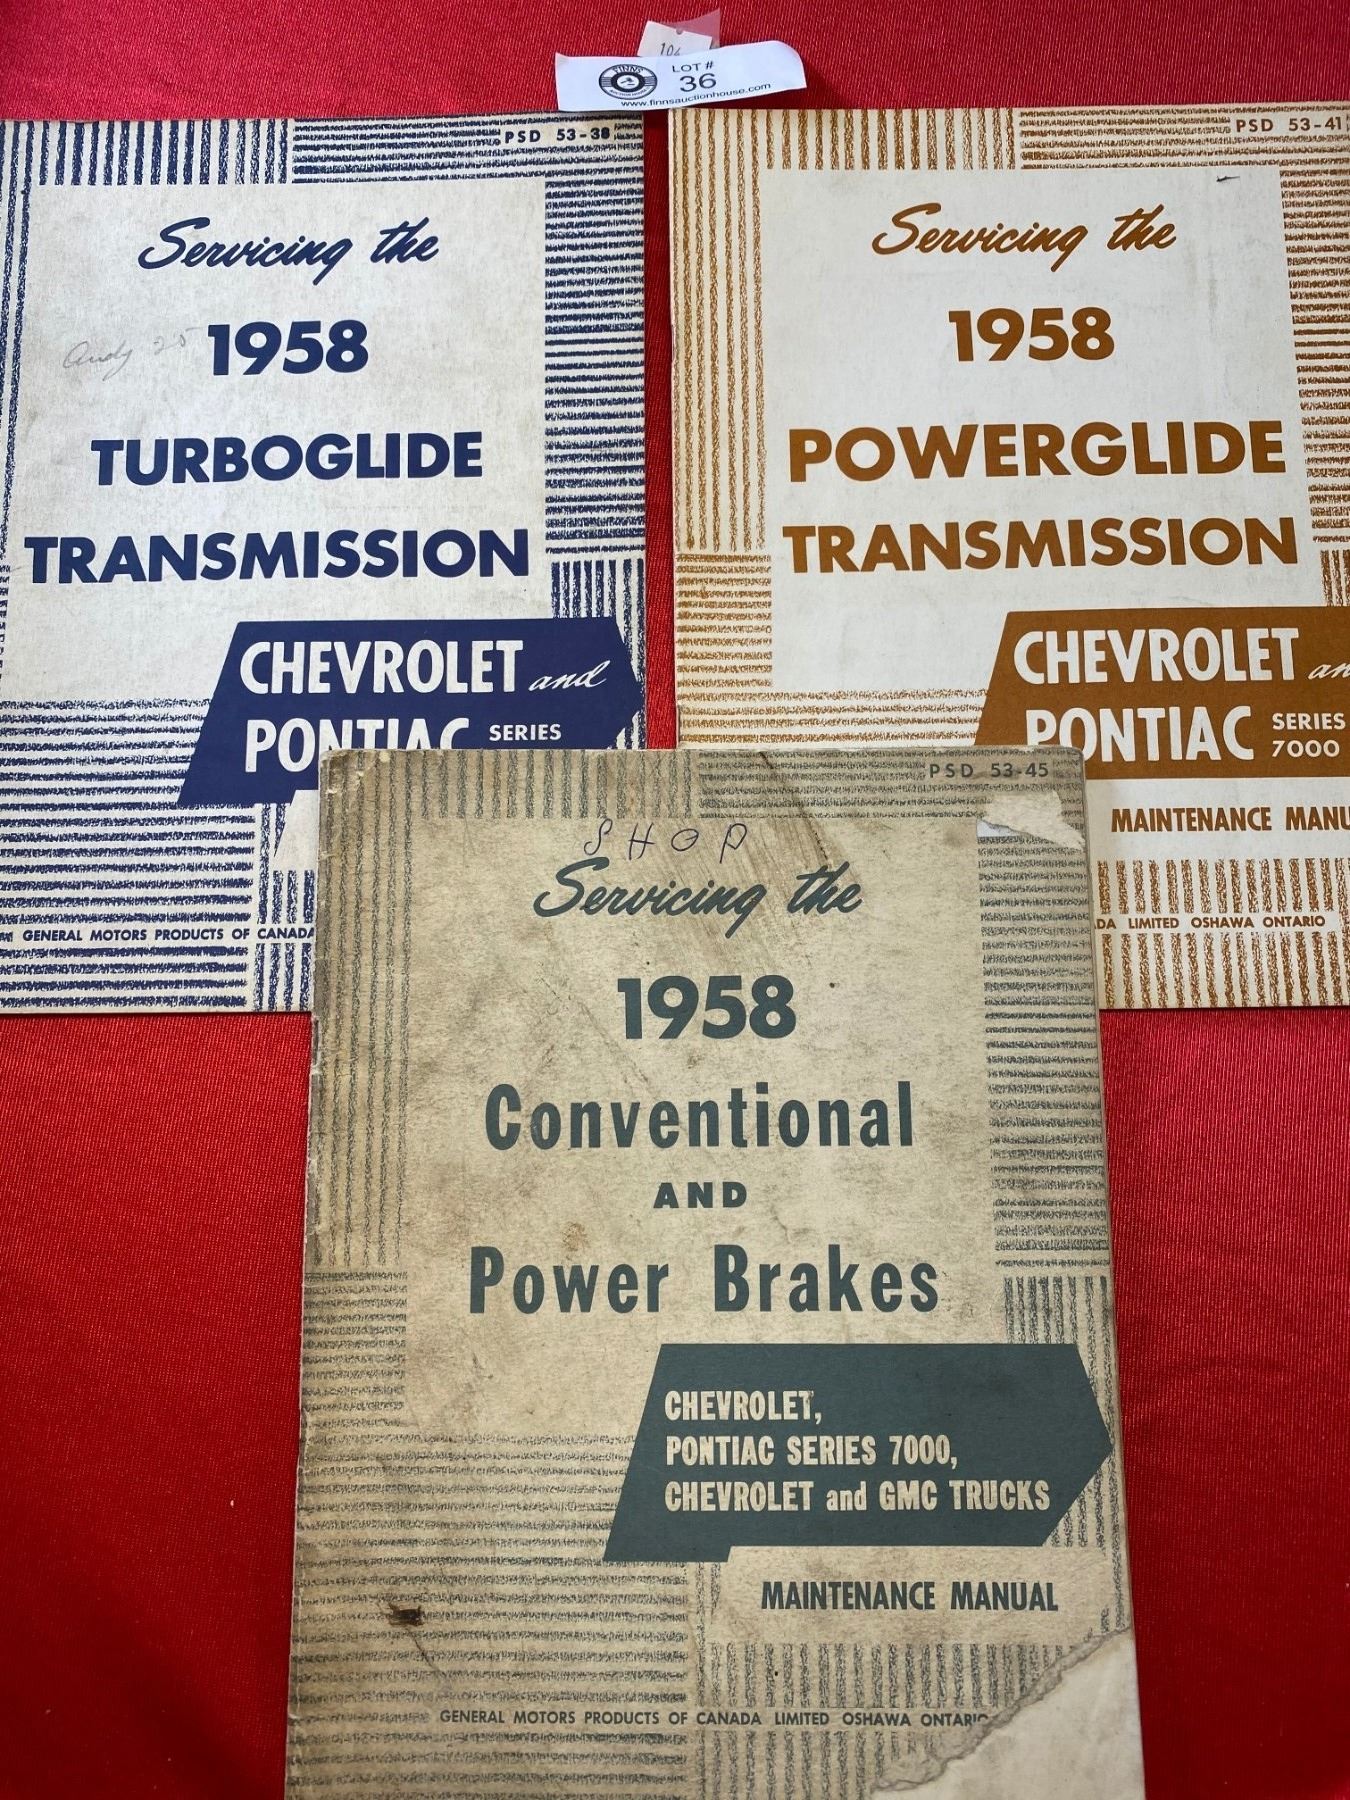 LOT #
36
www.finnsauctionhouse.com
PSD 53-38
Servicing the
1958
TURBOGLIDE
TRANSMISSION
CHEVROLET and
PONTIAC SERIES
GENERAL MOTORS PRODUCTS OF CANADA
PSD 53-41
Servicing the
1958
POWERGLIDE
TRANSMISSION
CHEVROLET an
PONTIAC SERIES
7000
MAINTENANCE MANU
DA LIMITED OSHAWA ONTARIO
PSD 53-45
SHOP
Servicing the
1958
Conventional
AND
Power Brakes
CHEVROLET,
PONTIAC SERIES 7000,
CHEVROLET and GMC TRUCKS
MAINTENANCE MANUAL
GENERAL MOTORS PRODUCTS OF CANADA LIMITED OSHAWA ONTARIO